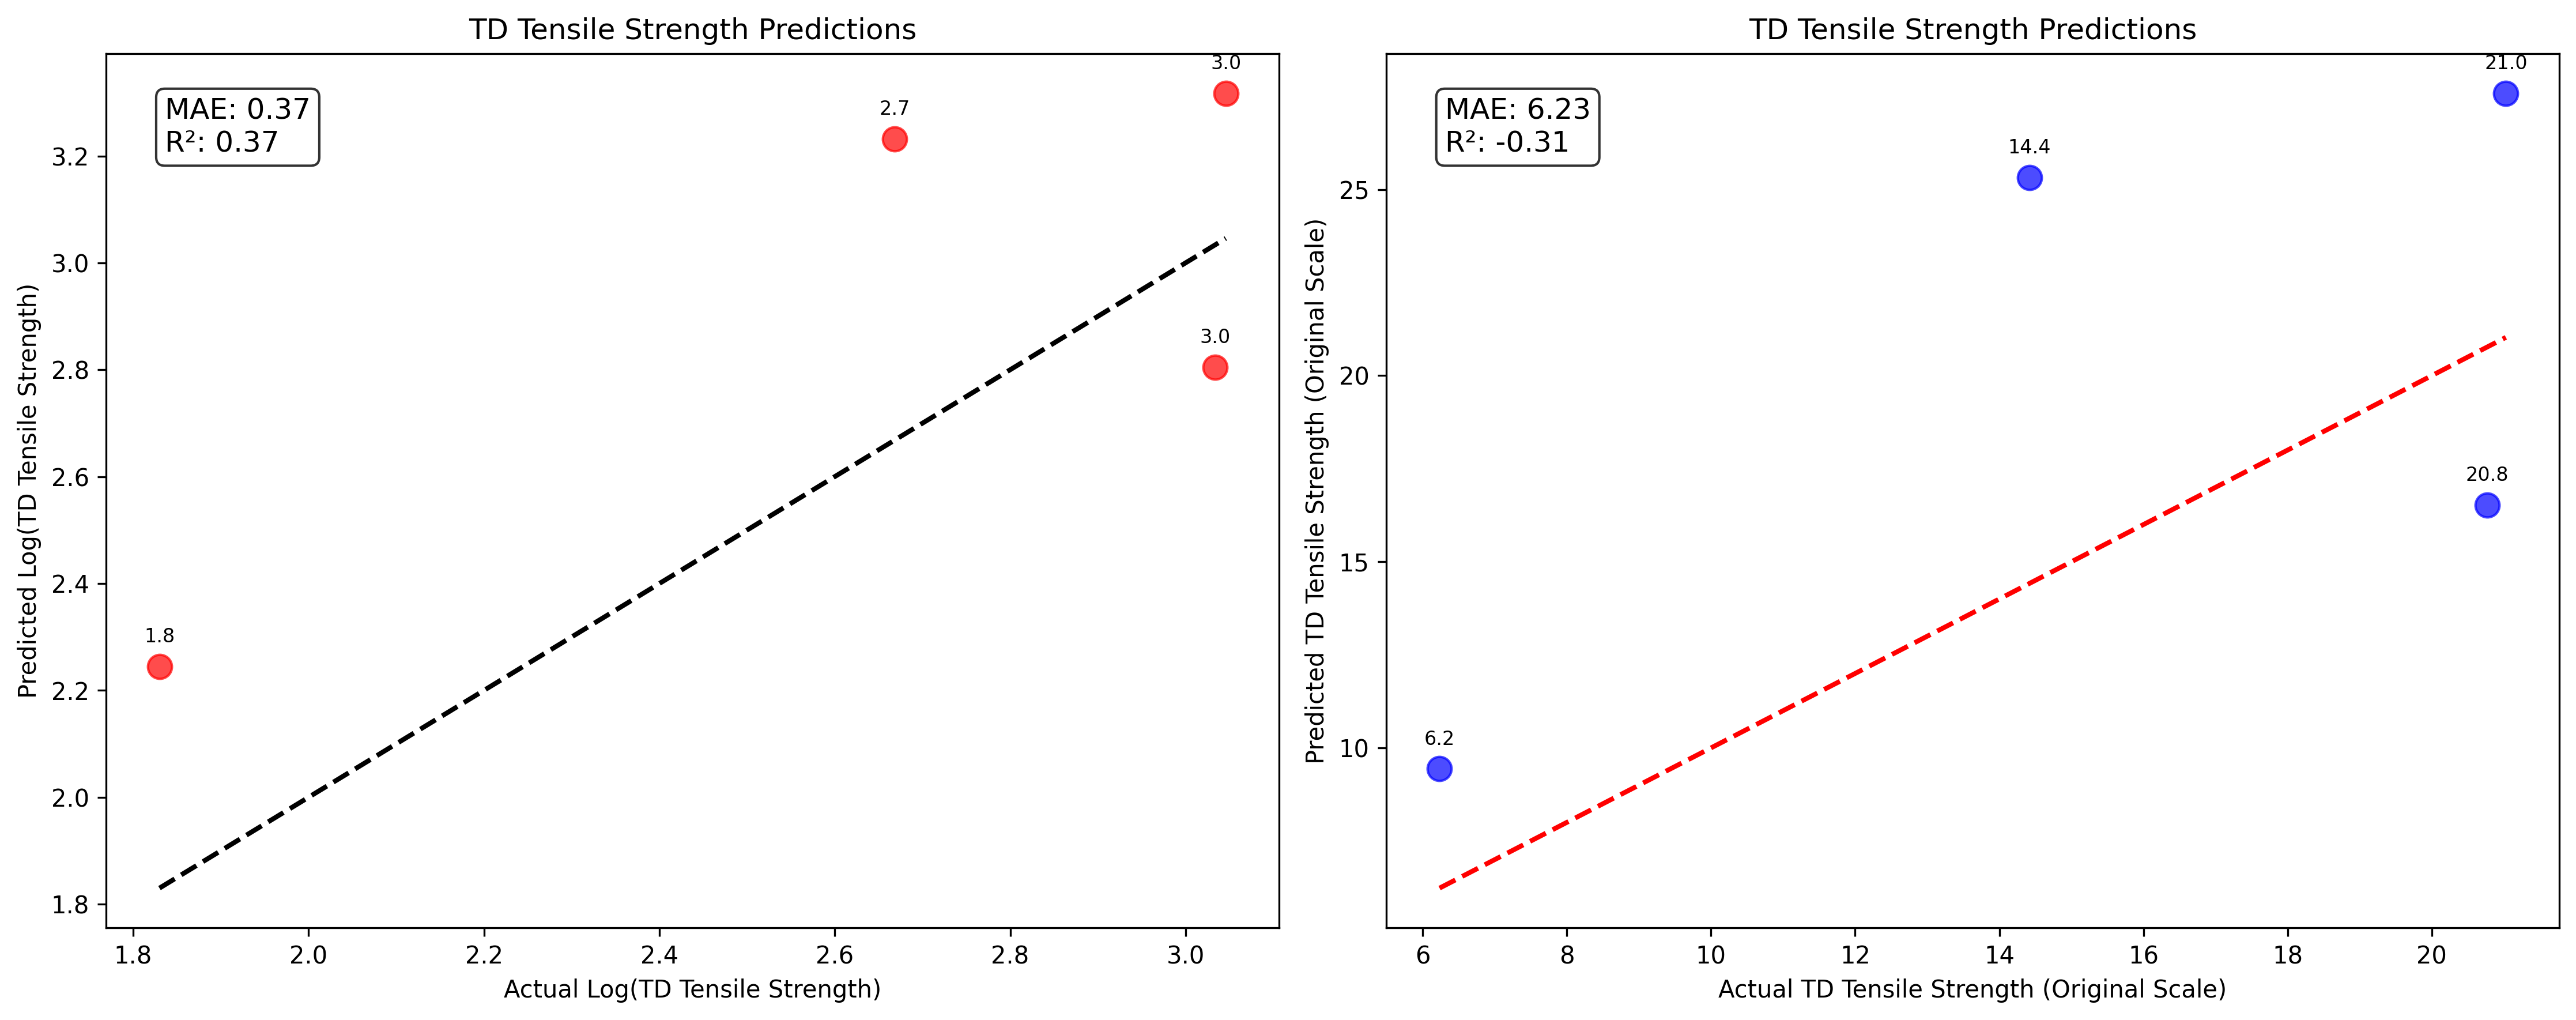 TD Tensile Strength Predictions
MAE: 0.37
R²: 0.37
3.0
2.7
3.0
1.8
3.2
3.0
2.8
2.6
2.4
2.2
2.0
1.8
Predicted Log(TD Tensile Strength)
1.8 2.0 2.2 2.4 2.6 2.8 3.0
Actual Log(TD Tensile Strength)
TD Tensile Strength Predictions
MAE: 6.23
R²: -0.31
21.0
14.4
20.8
6.2
25
20
15
10
Predicted TD Tensile Strength (Original Scale)
6 8 10 12 14 16 18 20
Actual TD Tensile Strength (Original Scale)